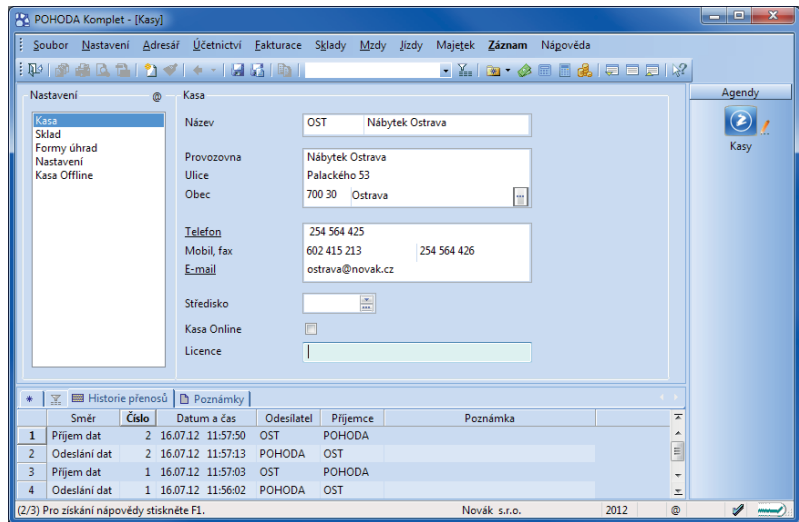 POHODA Komplet - [Kasy]
Soubor Nastavení Adresář Účetnictví Fakturace Sklady Mzdy Jízdy Majetek Záznam Nápověda
Nastavení @
Kasa
Sklad
Formy úhrad
Nastavení
Kasa Offline
Kasa
Název OST Nábytek Ostrava
Provozovna Nábytek Ostrava
Ulice Palackého 53
Obec 700 30 Ostrava
Telefon 254 564 425
Mobil, fax 602 415 213 254 564 426
E-mail ostrava@novak.cz
Středisko
Kasa Online
Licence
Agendy
Kasy
* Historie přenosů Poznámky
Směr Číslo Datum a čas Odesílatel Příjemce Poznámka
1 Příjem dat 2 16.07.12 11:57:50 OST POHODA
2 Odeslání dat 2 16.07.12 11:57:13 POHODA OST
3 Příjem dat 1 16.07.12 11:57:03 OST POHODA
4 Odeslání dat 1 16.07.12 11:56:02 POHODA OST
(2/3) Pro získání nápovědy stiskněte F1. Novák s.r.o. 2012 @